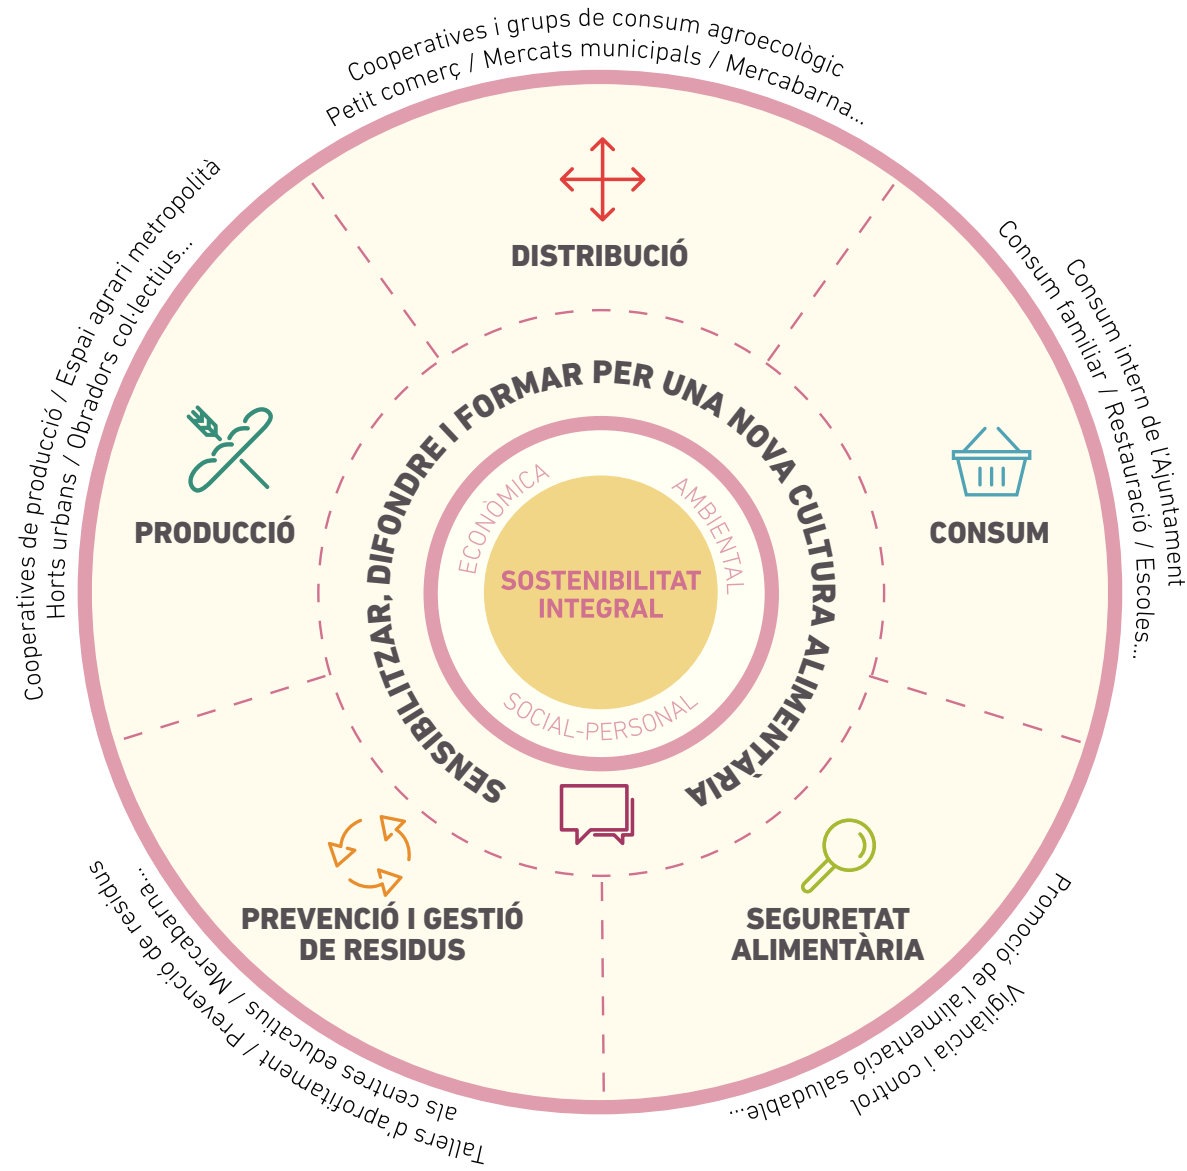 Cooperatives i grups de consum agroecològic
Petit comerç / Mercats municipals / Mercabarna...
DISTRIBUCIÓ
Consum intern de l'Ajuntament
Consum familiar / Restauració / Escoles...
CONSUM
Promoció de l'alimentació saludable...
Vigilància i control
SEGURETAT
ALIMENTÀRIA
Tallers d'aprofitament / Prevenció de residus
als centres educatius / Mercabarna...
PREVENCIÓ I GESTIÓ
DE RESIDUS
Cooperatives de producció / Espai agrari metropolità
Horts urbans / Obradors col·lectius...
PRODUCCIÓ
SENSIBILITZAR, DIFONDRE I FORMAR PER UNA NOVA CULTURA ALIMENTÀRIA
ECONÒMICA
AMBIENTAL
SOCIAL-PERSONAL
SOSTENIBILITAT
INTEGRAL